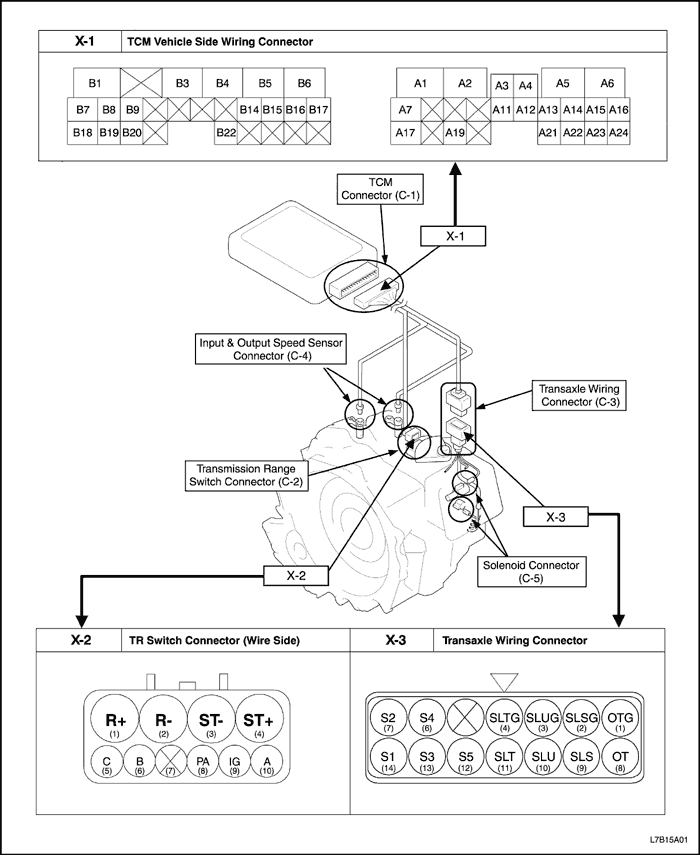 X-1 TCM Vehicle Side Wiring Connector
B1 B3 B4 B5 B6
B7 B8 B9 B14 B15 B16 B17
B18 B19 B20 B22
A1 A2 A3 A4 A5 A6
A7 A11 A12 A13 A14 A15 A16
A17 A19 A21 A22 A23 A24
TCM
Connector (C-1)
X-1
Input & Output Speed Sensor
Connector (C-4)
Transaxle Wiring
Connector (C-3)
Transmission Range
Switch Connector (C-2)
X-3
X-2
Solenoid Connector
(C-5)
X-2 TR Switch Connector (Wire Side)
R+ R- ST- ST+
(1) (2) (3) (4)
C B PA IG A
(5) (6) (7) (8) (9) (10)
X-3 Transaxle Wiring Connector
S2 S4 SLTG SLUG SLSG OTG
(7) (6) (4) (3) (2) (1)
S1 S3 S5 SLT SLU SLS OT
(14) (13) (12) (11) (10) (9) (8)
L7B15A01